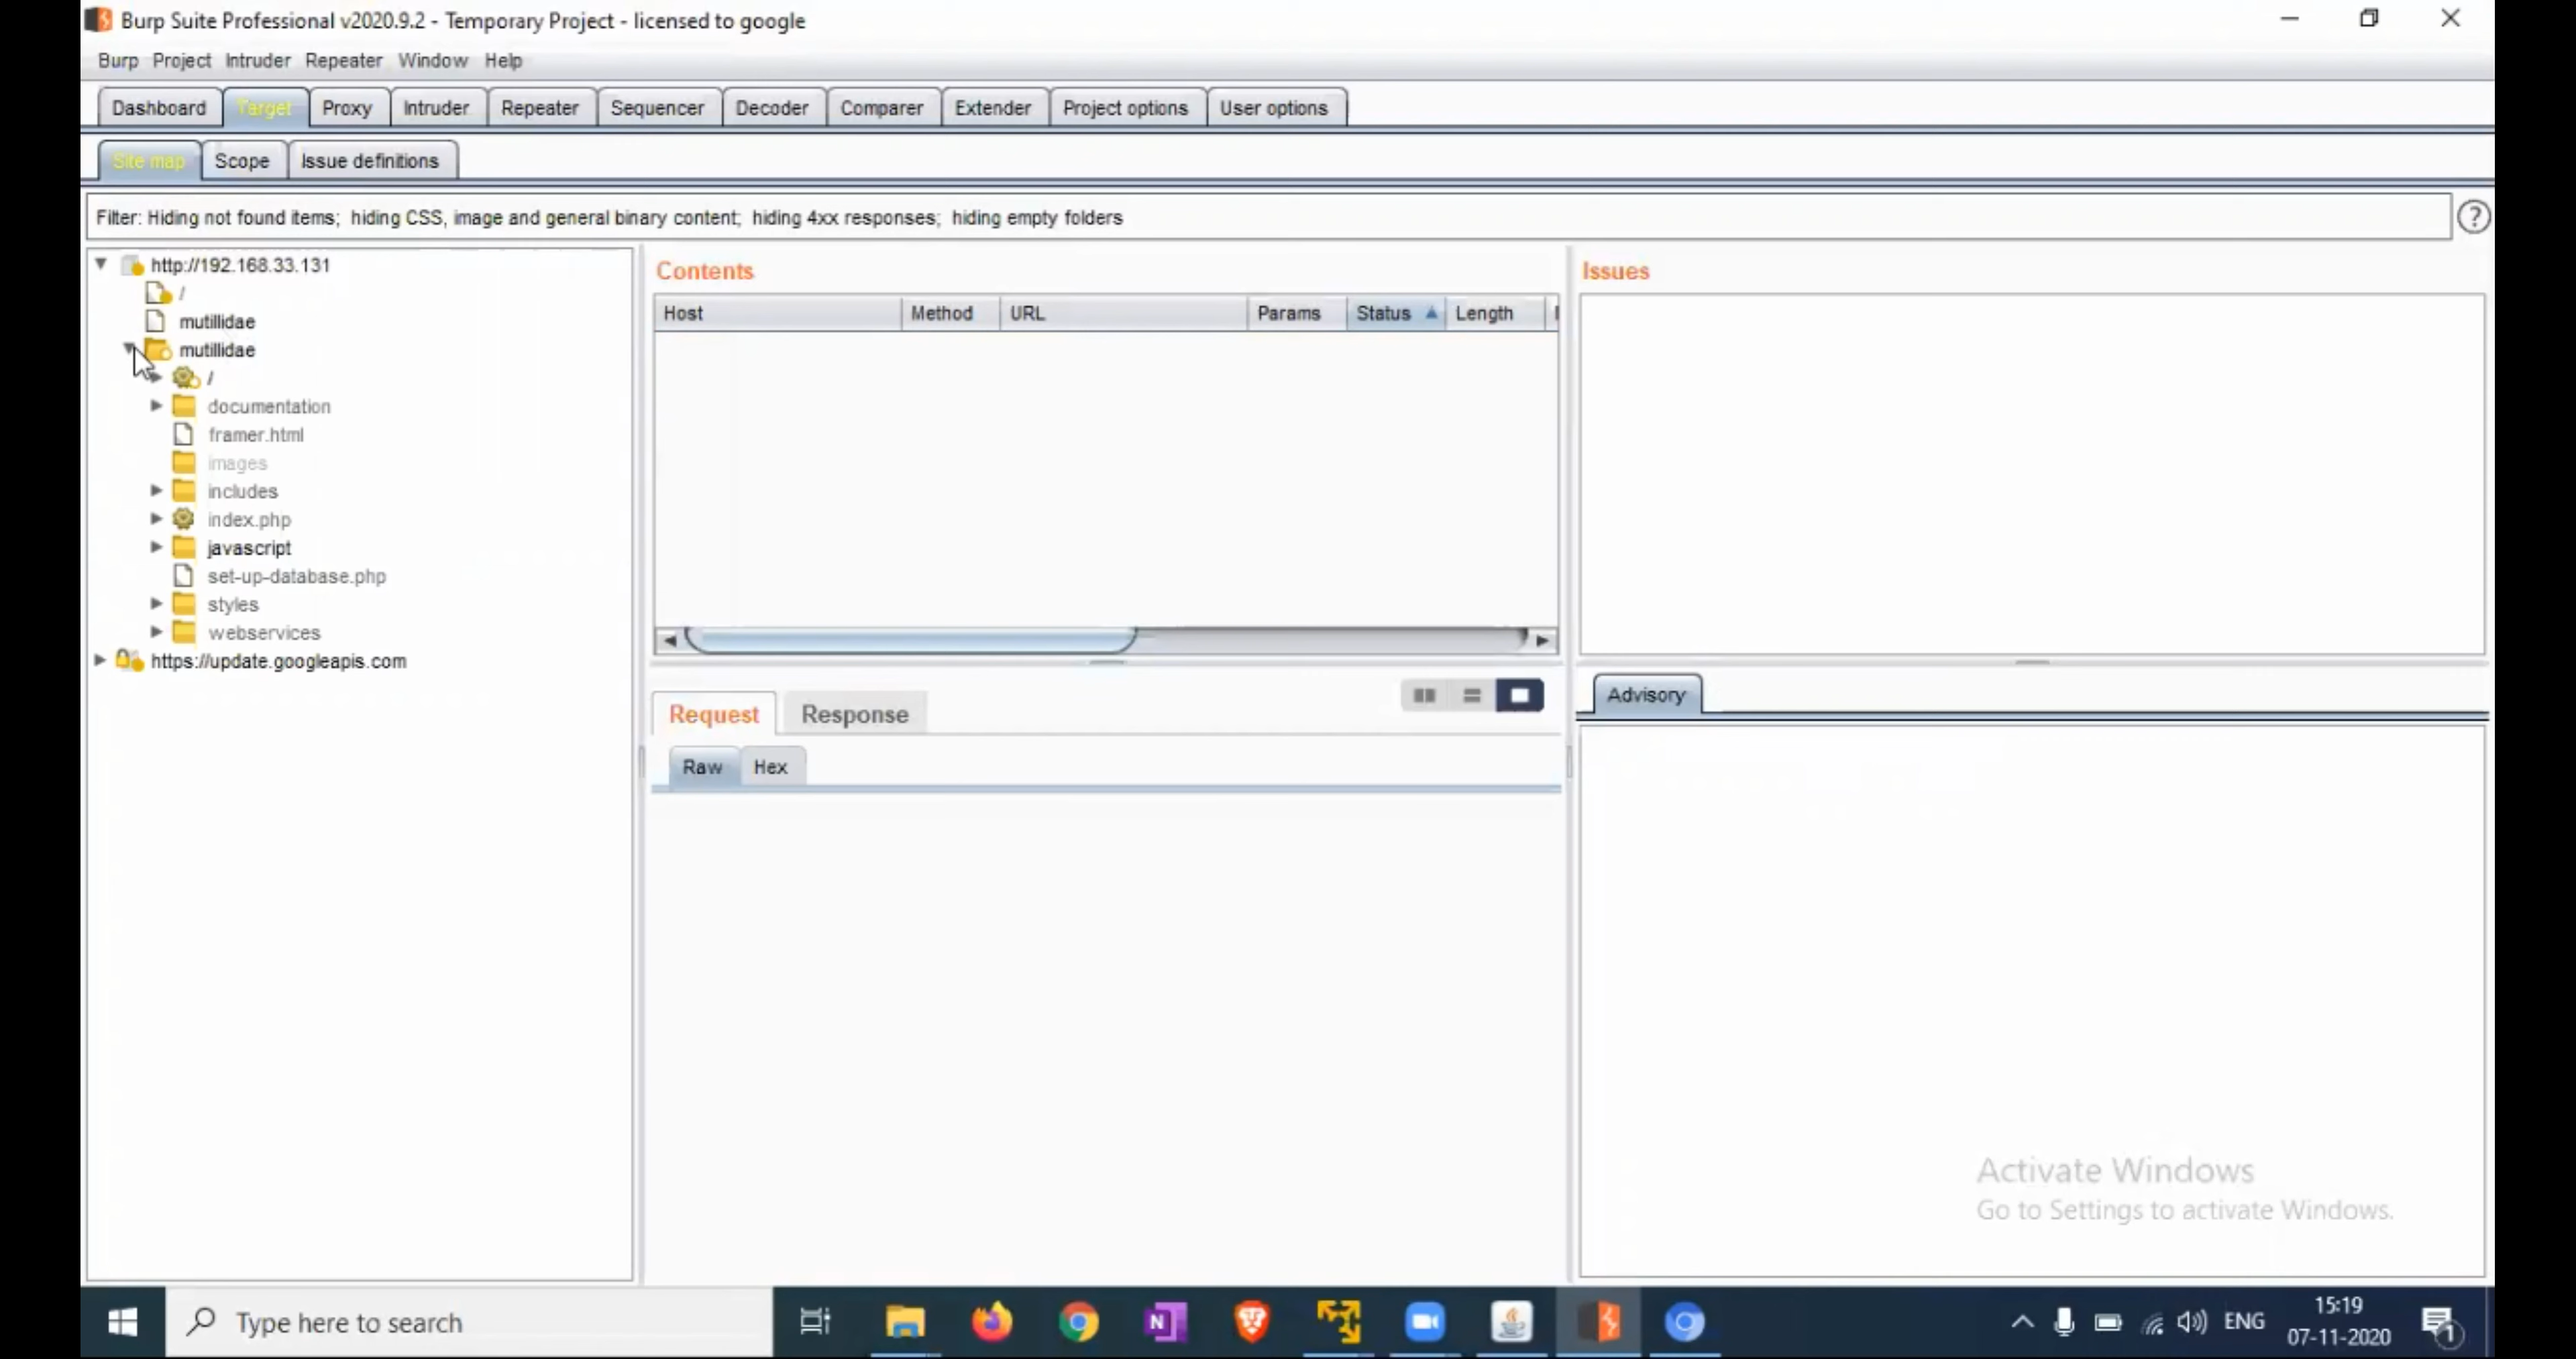 Burp Suite Professional v2020.9.2 - Temporary Project - licensed to google
Burp Project Intruder Repeater Window Help
Dashboard Target Proxy Intruder Repeater Sequencer Decoder Comparer Extender Project options User options
Site map Scope Issue definitions
Filter: Hiding not found items; hiding CSS, image and general binary content; hiding 4xx responses; hiding empty folders
?
http://192.168.33.131
/
mutillidae
mutillidae
/
documentation
framer.html
images
includes
index.php
javascript
set-up-database.php
styles
webservices
https://update.googleapis.com
Contents
Host Method URL Params Status Length
Request Response
Raw Hex
Issues
Advisory
Activate Windows
Go to Settings to activate Windows.
Type here to search
N
ENG
15:19
07-11-2020
1